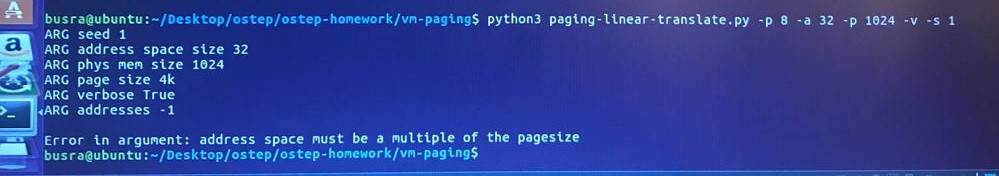 busra@ubuntu:~/Desktop/ostep/ostep-homework/vm-paging$ python3 paging-linear-translate.py -p 8 -a 32 -p 1024 -v -s 1
ARG seed 1
ARG address space size 32
ARG phys mem size 1024
ARG page size 4k
ARG verbose True
ARG addresses -1

Error in argument: address space must be a multiple of the pagesize
busra@ubuntu:~/Desktop/ostep/ostep-homework/vm-paging$